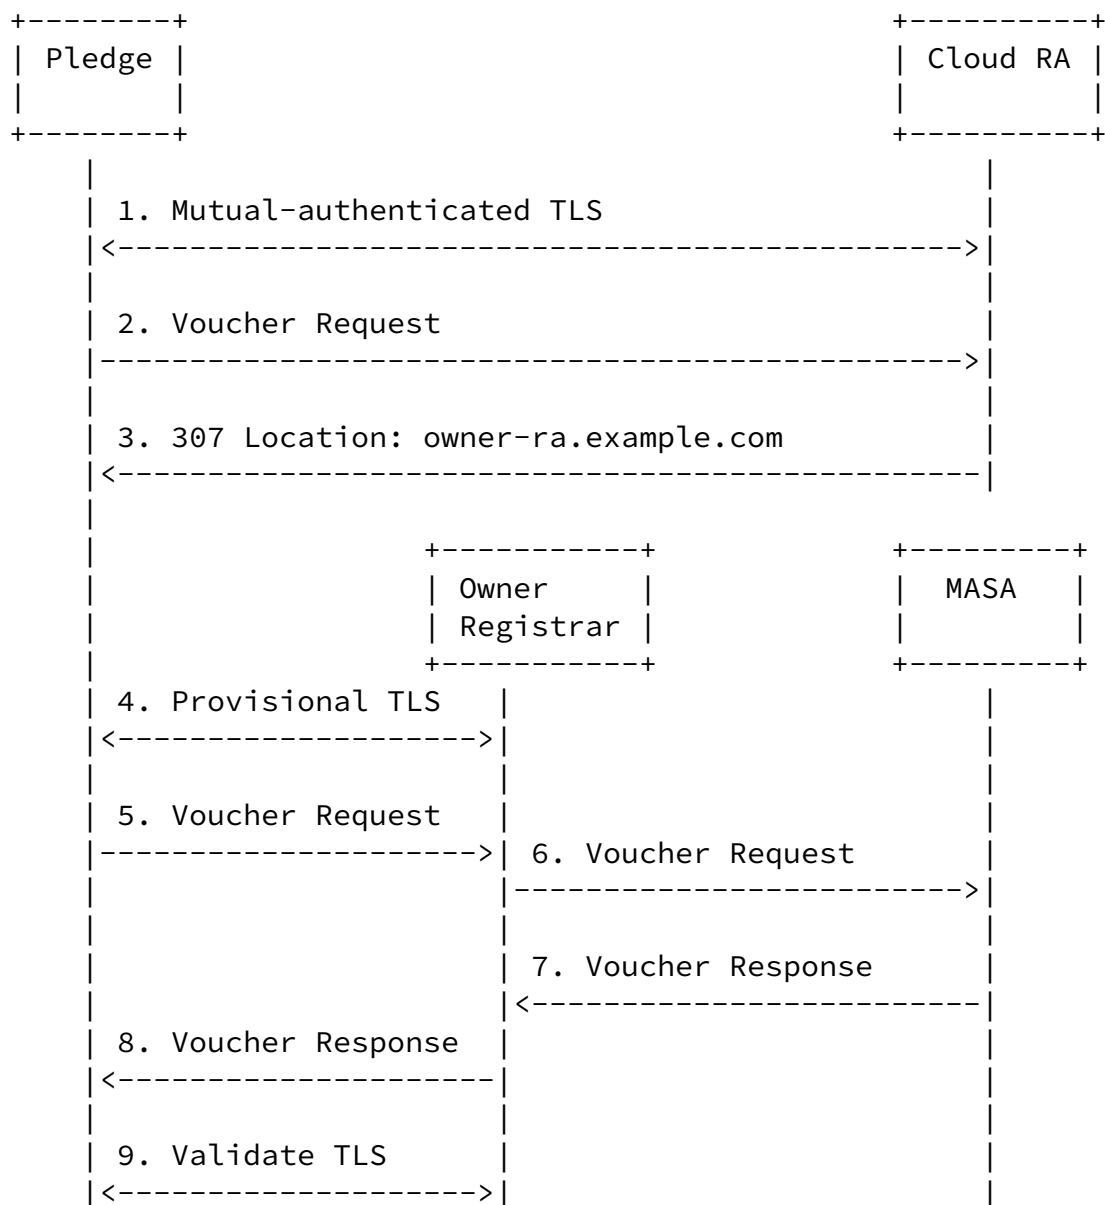 Pledge
Cloud RA
1. Mutual-authenticated TLS
2. Voucher Request
3. 307 Location: owner-ra.example.com
Owner
MASA
Registrar
4. Provisional TLS
5. Voucher Request
6. Voucher Request
7. Voucher Response
8. Voucher Response
9. Validate TLS